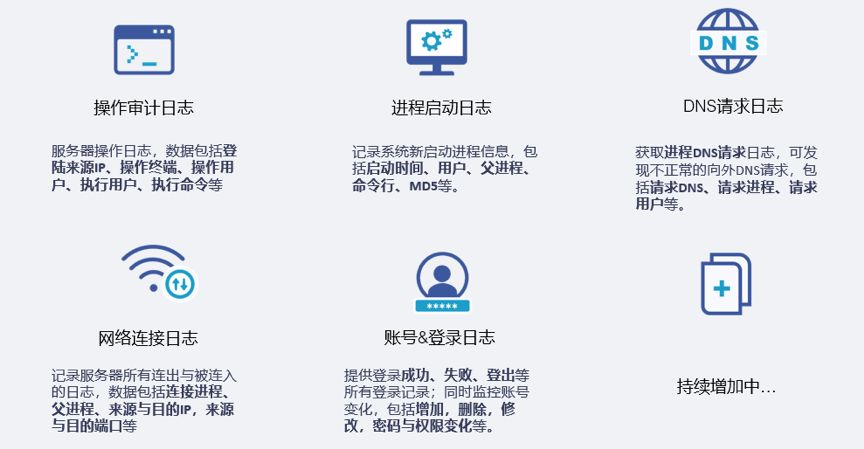 操作审计日志
服务器操作日志，数据包括登
陆来源IP、操作终端、操作用
户、执行用户、执行命令等
进程启动日志
记录系统新启动进程信息，包
括启动时间、用户、父进程、
命令行、MD5等。
DNS
DNS请求日志
获取进程DNS请求日志，可发
现不正常的向外DNS请求，包
括请求DNS、请求进程、请求
用户等。
网络连接日志
记录服务器所有连出与被连入
的日志，数据包括连接进程、
父进程、来源与目的IP，来源
与目的端口等
*****
账号&登录日志
提供登录成功、失败、登出等
所有登录记录；同时监控账号
变化，包括增加，删除，修
改，密码与权限变化等。
持续增加中...